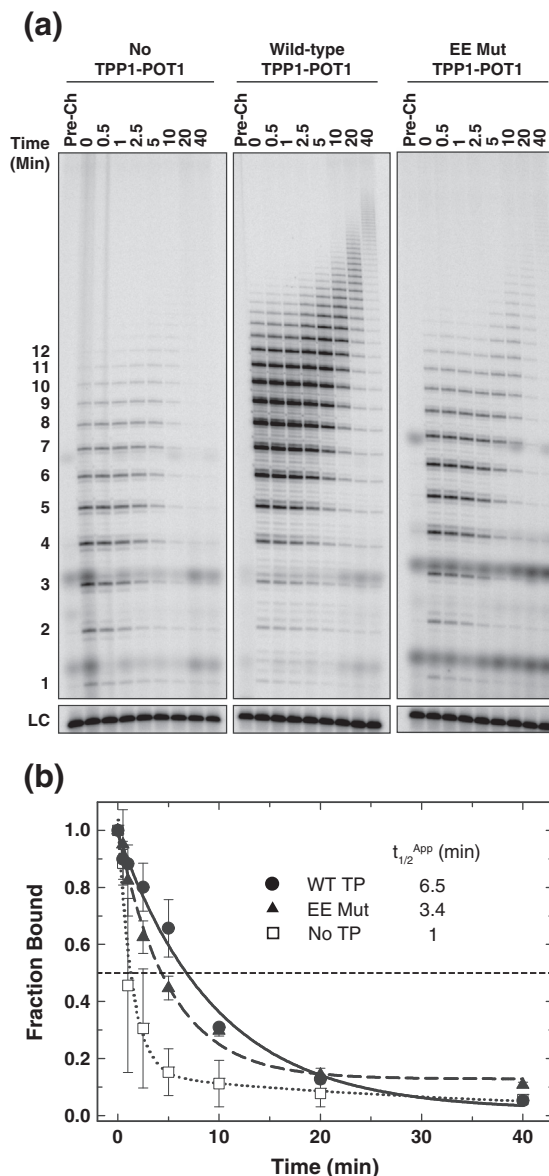 (a)
No
TPP1-POT1
Wild-type
TPP1-POT1
EE Mut
TPP1-POT1
Time
(Min)
Pre-Ch 0 0.5 1 2.5 5 10 20 40
Pre-Ch 0 0.5 1 2.5 5 10 20 40
Pre-Ch 0 0.5 1 2.5 5 10 20 40
12
11
10
9
8
7
6
5
4
3
2
1
LC
(b)
t1/2App (min)
WT TP 6.5
EE Mut 3.4
No TP 1
Fraction Bound
1.0
0.8
0.6
0.4
0.2
0.0
0 10 20 30 40
Time (min)